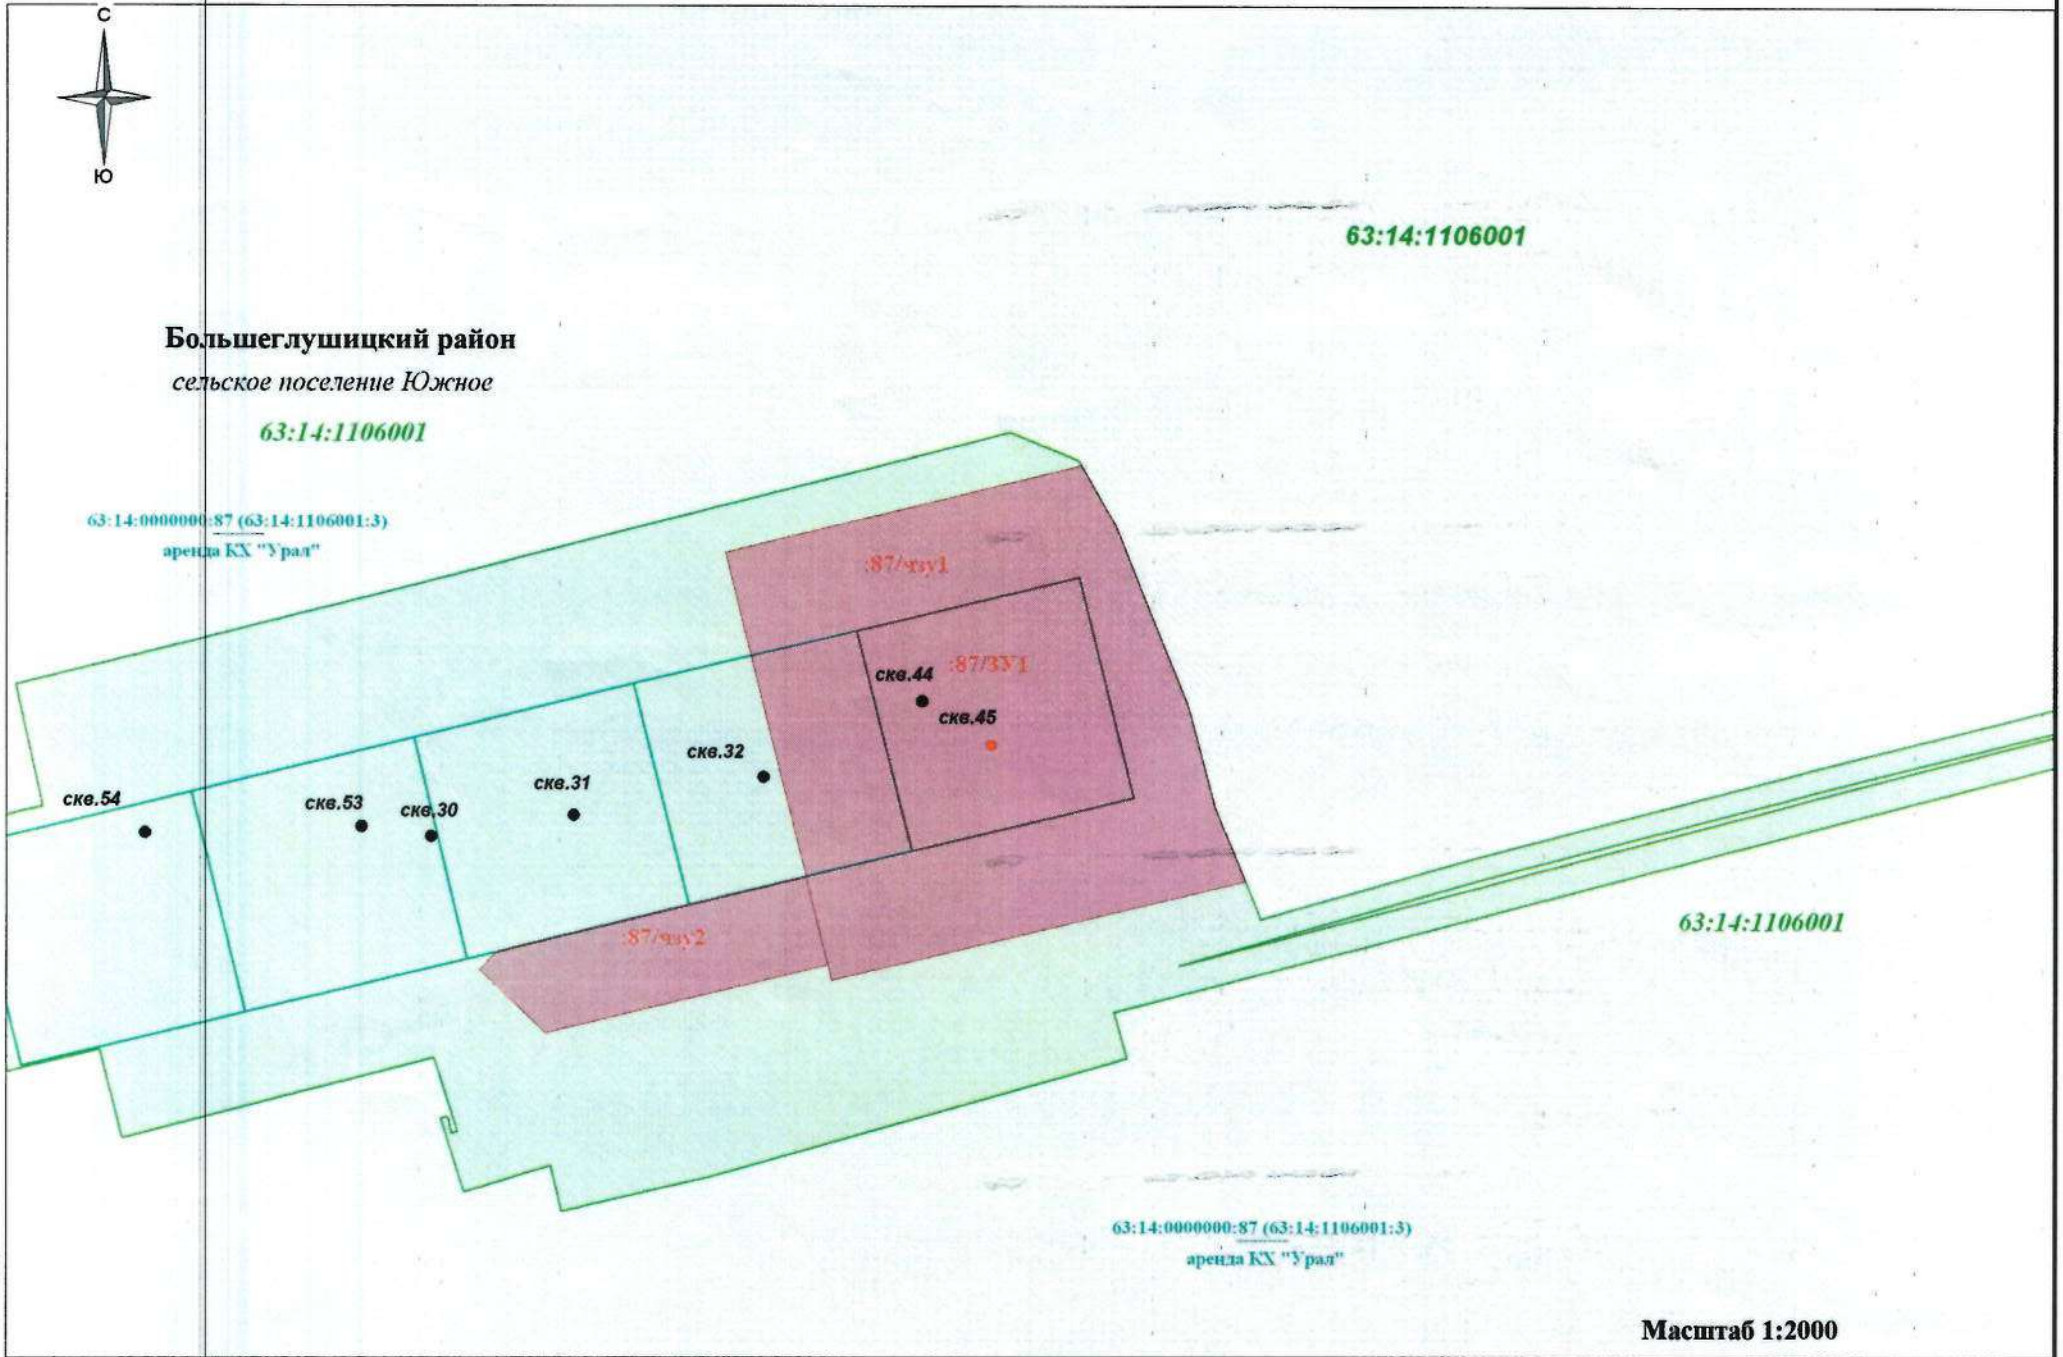 С
Ю
63:14:1106001
Большеглушицкий район
сельское поселение Южное
63:14:1106001
63:14:0000000:87 (63:14:1106001:3)
аренда КХ "Урал"
:87/чзу1
:87/ЗУ1
скв.44
скв.45
скв.32
скв.31
скв.54
скв.53
скв.30
:87/чзу2
63:14:1106001
63:14:0000000:87 (63:14:1106001:3)
аренда КХ "Урал"
Масштаб 1:2000